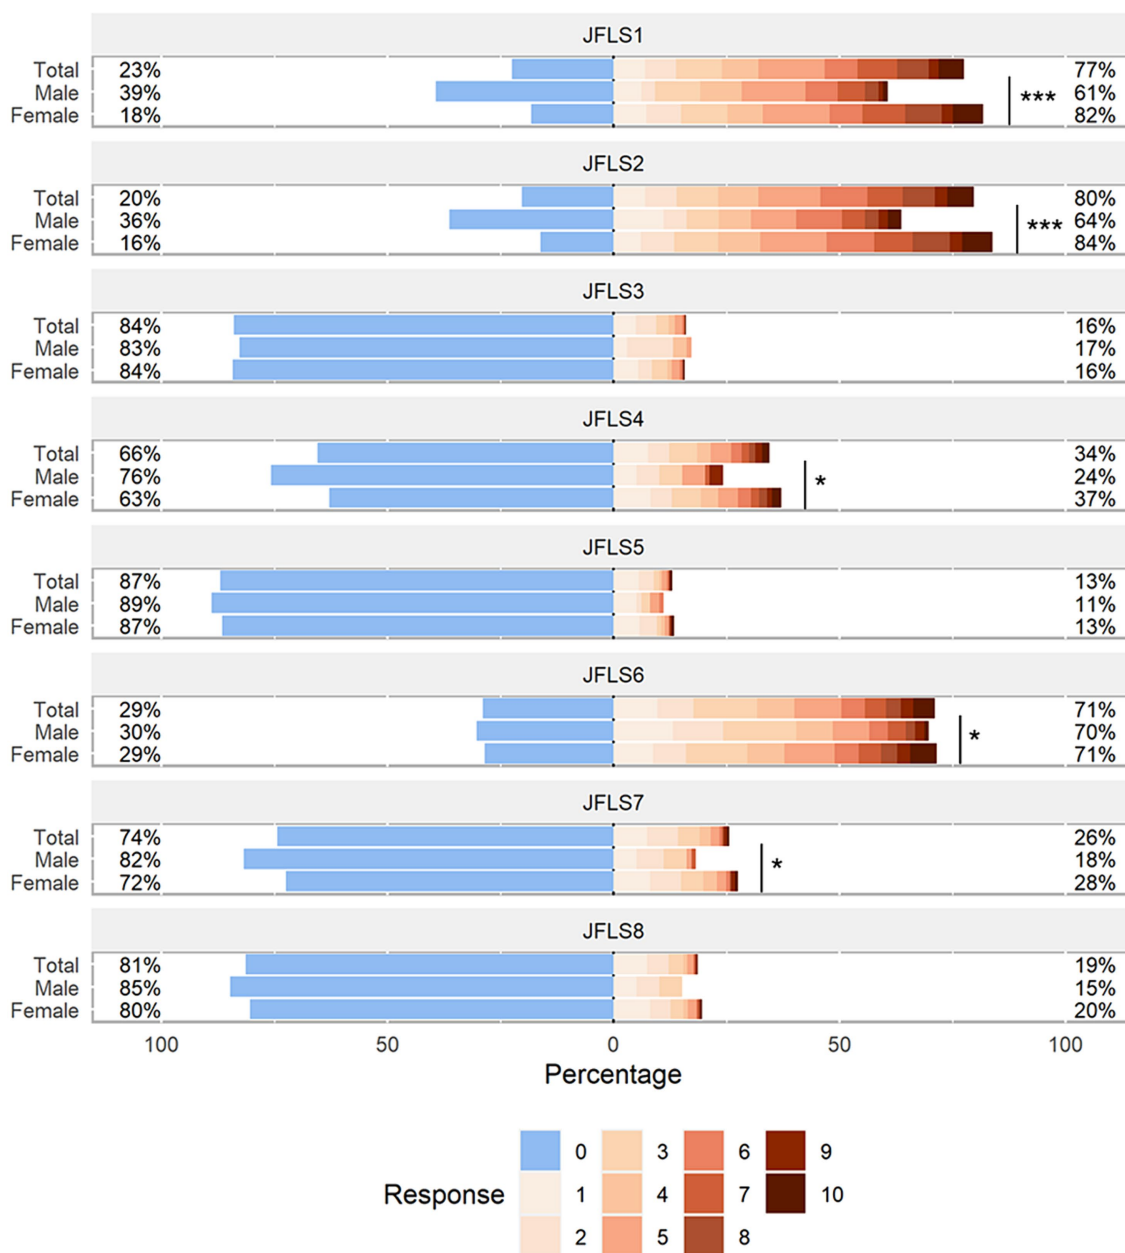 JFLS1
Total 23% 77%
Male 39% 61% ***
Female 18% 82%
JFLS2
Total 20% 80%
Male 36% 64% ***
Female 16% 84%
JFLS3
Total 84% 16%
Male 83% 17%
Female 84% 16%
JFLS4
Total 66% 34%
Male 76% 24% *
Female 63% 37%
JFLS5
Total 87% 13%
Male 89% 11%
Female 87% 13%
JFLS6
Total 29% 71%
Male 30% 70% *
Female 29% 71%
JFLS7
Total 74% 26%
Male 82% 18% *
Female 72% 28%
JFLS8
Total 81% 19%
Male 85% 15%
Female 80% 20%
100 50 0 50 100
Percentage
0 3 6 9
Response 1 4 7 10
2 5 8